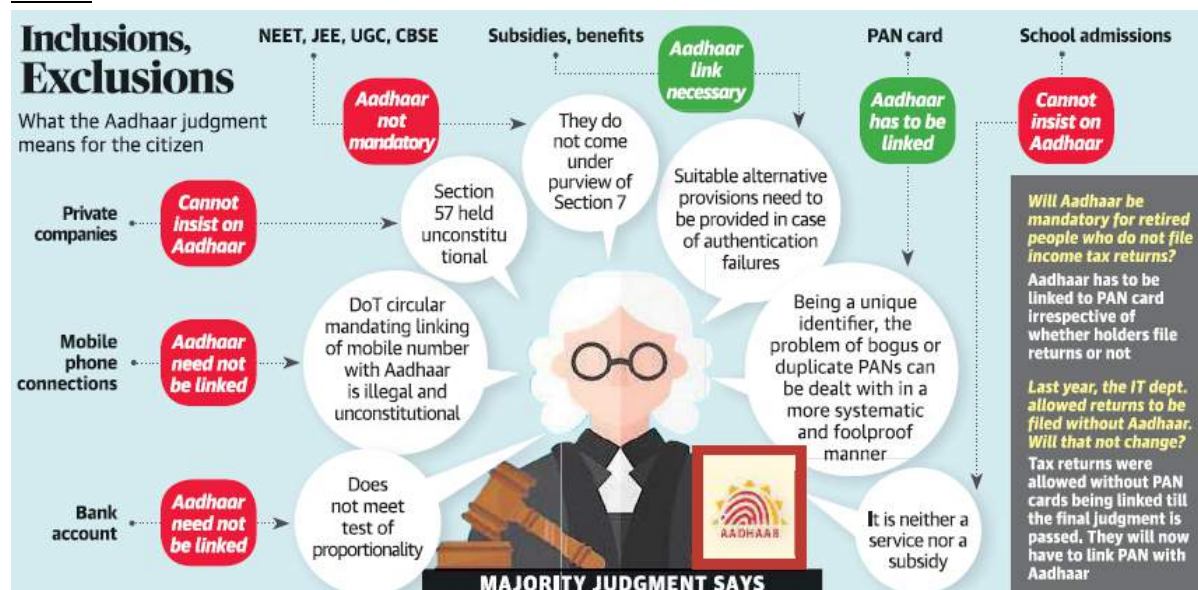 Inclusions,
Exclusions
What the Aadhaar judgment
means for the citizen
NEET, JEE, UGC, CBSE
Aadhaar
not
mandatory
They do
not come
under
purview of
Section 7
Subsidies, benefits
Aadhaar
link
necessary
Suitable alternative
provisions need to
be provided in case
of authentication
failures
PAN card
Aadhaar
has to be
linked
Being a unique
identifier, the
problem of bogus or
duplicate PANs can
be dealt with in a
more systematic
and foolproof
manner
School admissions
Cannot
insist on
Aadhaar
It is neither a
service nor a
subsidy
Private
companies
Cannot
insist on
Aadhaar
Section
57 held
unconstitu
tional
Mobile
phone
connections
Aadhaar
need not
be linked
DoT circular
mandating linking
of mobile number
with Aadhaar
is illegal and
unconstitutional
Bank
account
Aadhaar
need not
be linked
Does
not meet
test of
proportionality
AADHAAR
MAJORITY JUDGMENT SAYS
Will Aadhaar be
mandatory for retired
people who do not file
income tax returns?
Aadhaar has to be
linked to PAN card
irrespective of
whether holders file
returns or not
Last year, the IT dept.
allowed returns to be
filed without Aadhaar.
Will that not change?
Tax returns were
allowed without PAN
cards being linked till
the final judgment is
passed. They will now
have to link PAN with
Aadhaar